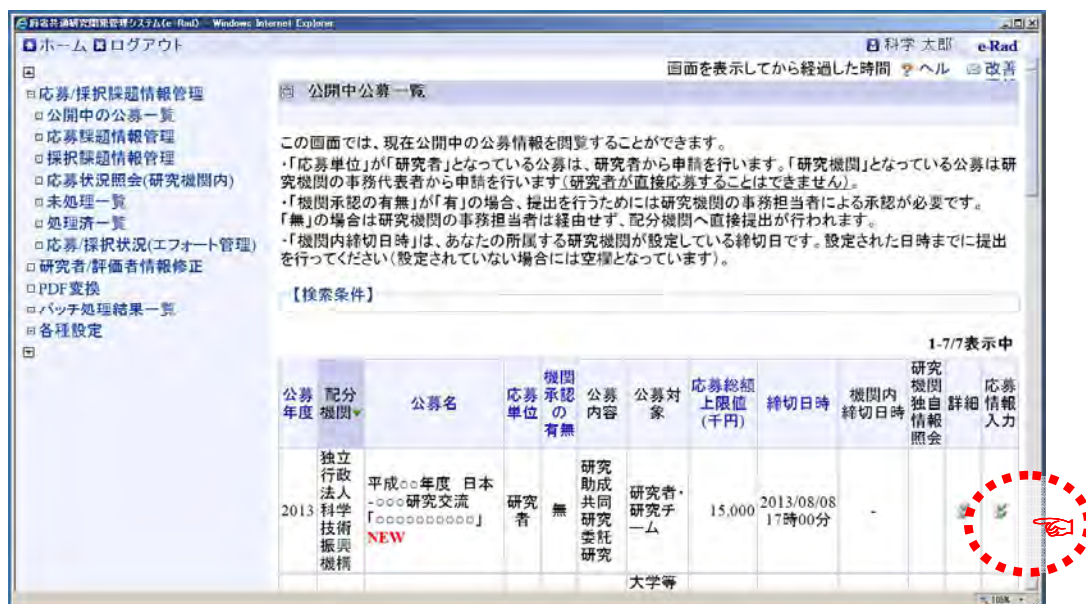 府省共通研究開発管理システム(e-Rad) - Windows Internet Explorer
ホーム ログアウト
科学 太郎 e-Rad
画面を表示してから経過した時間 ヘル 改善
応募/採択課題情報管理
公開中の公募一覧
応募課題情報管理
採択課題情報管理
応募状況照会(研究機関内)
未処理一覧
処理済一覧
応募/採択状況(エフォート管理)
研究者/評価者情報修正
PDF変換
バッチ処理結果一覧
各種設定
公開中公募一覧
この画面では、現在公開中の公募情報を閲覧することができます。
・「応募単位」が「研究者」となっている公募は、研究者から申請を行います。「研究機関」となっている公募は研
究機関の事務代表者から申請を行います(研究者が直接応募することはできません)。
・「機関承認の有無」が「有」の場合、提出を行うためには研究機関の事務担当者による承認が必要です。
「無」の場合は研究機関の事務担当者は経由せず、配分機関へ直接提出が行われます。
・「機関内締切日時」は、あなたの所属する研究機関が設定している締切日です。設定された日時までに提出
を行ってください(設定されていない場合には空欄となっています)。
【検索条件】
1-7/7表示中
公募
年度
配分
機関▼
公募名
応募
単位
機関
承認
の
有無
公募
内容
公募対
象
応募総額
上限値
(千円)
締切日時
機関内
締切日時
研究
機関
独自
情報
照会
詳細
応募
情報
入力
2013
独立
行政
法人
科学
技術
振興
機構
平成○○年度 日本
-○○○研究交流
「○○○○○○○○○○」
NEW
研究
者
無
研究
助成
共同
研究
委託
研究
研究者・
研究チ
ーム
15,000
2013/08/08
17時00分
-
大学等
105%